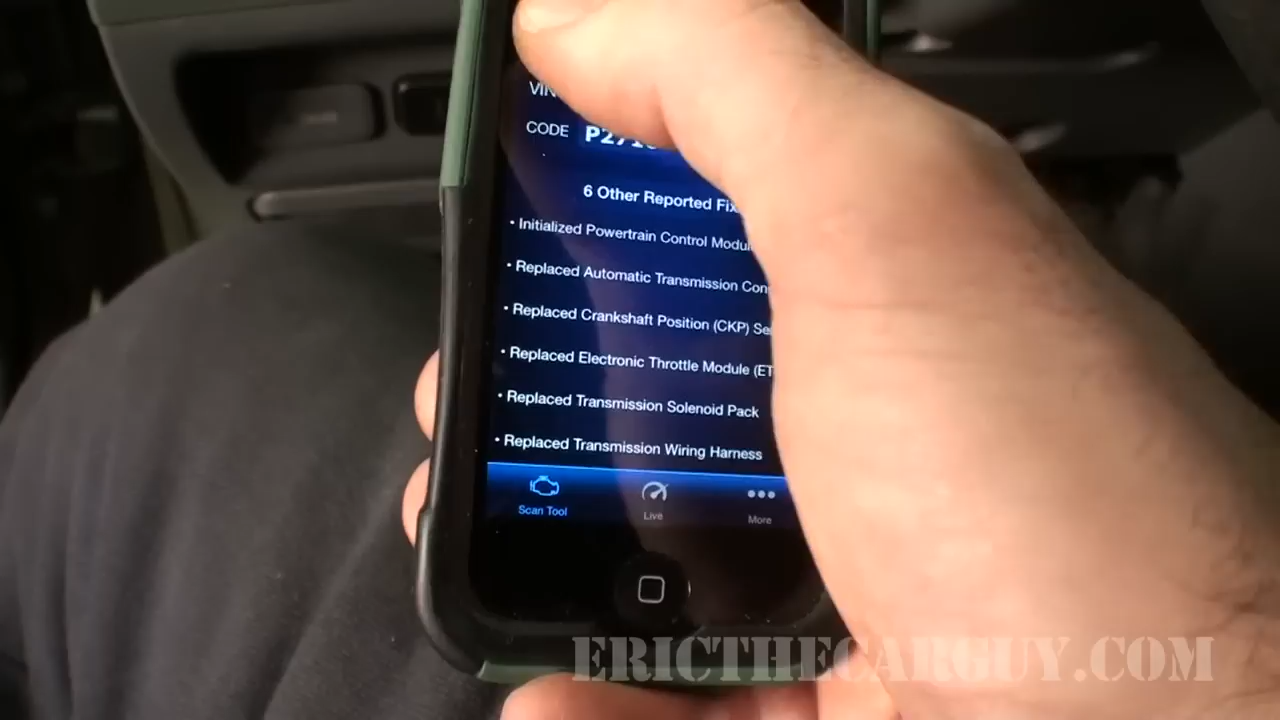 VIN
CODE
6 Other Reported Fix
• Initialized Powertrain Control Modul
• Replaced Automatic Transmission Con
• Replaced Crankshaft Position (CKP) Se
• Replaced Electronic Throttle Module (ET
• Replaced Transmission Solenoid Pack
• Replaced Transmission Wiring Harness
Scan Tool Live More
ERICTHECARGUY.COM